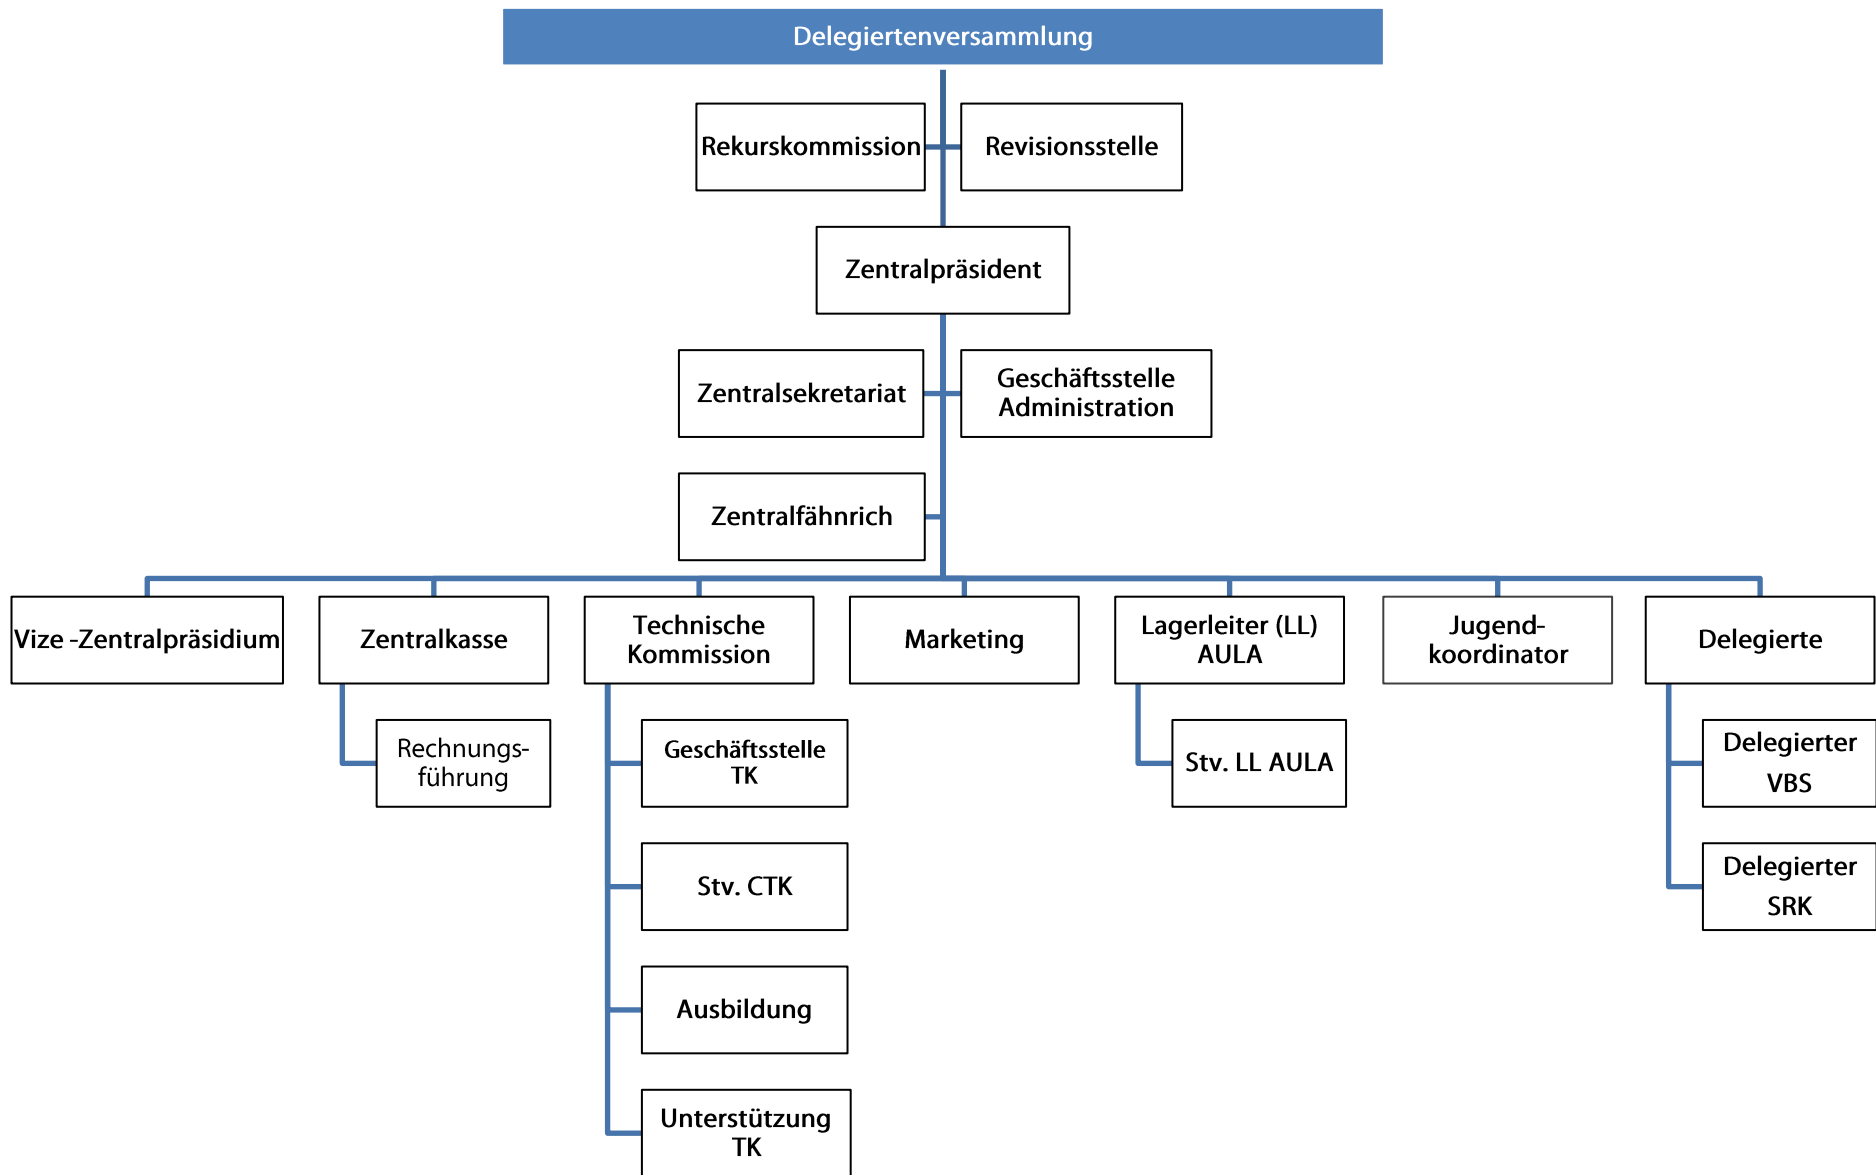 Delegiertenversammlung
Rekurskommission
Revisionsstelle
Zentralpräsident
Zentralsekretariat
Geschäftsstelle
Administration
Zentralfähnrich
Vize -Zentralpräsidium
Zentralkasse
Technische
Kommission
Marketing
Lagerleiter (LL)
AULA
Jugend-
koordinator
Delegierte
Rechnungs-
führung
Geschäftsstelle
TK
Stv. LL AULA
Delegierter
VBS
Stv. CTK
Delegierter
SRK
Ausbildung
Unterstützung
TK